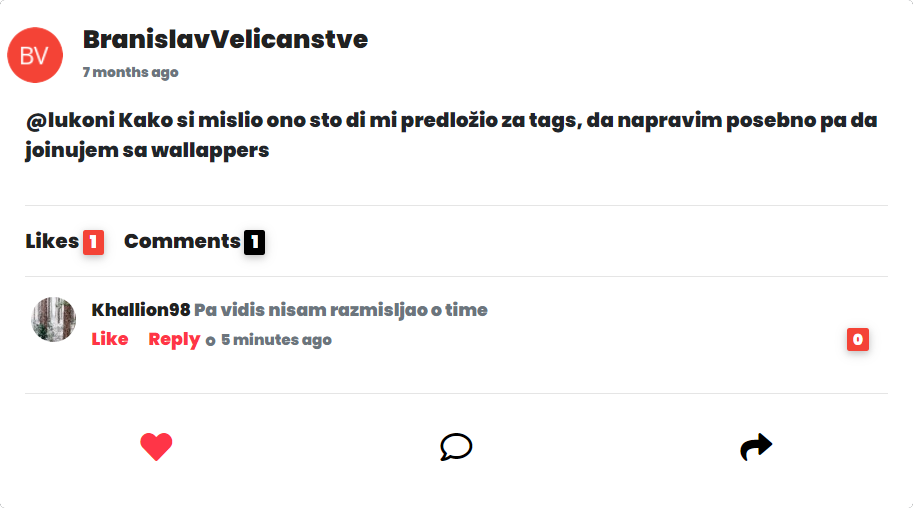 BV
BranislavVelicanstve
7 months ago
@lukoni Kako si mislio ono sto di mi predložio za tags, da napravim posebno pa da
joinujem sa wallappers
Likes 1 Comments 1
Khallion98 Pa vidis nisam razmisljao o time
Like Reply o 5 minutes ago
0